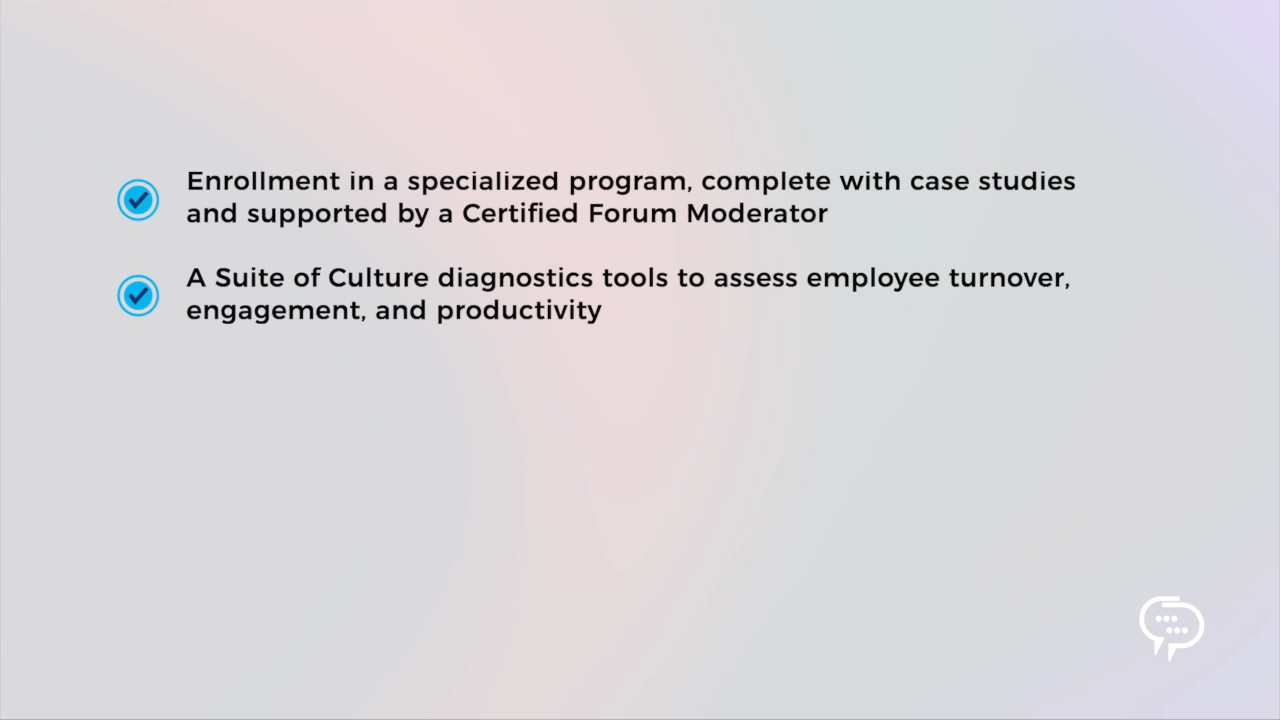 Enrollment in a specialized program, complete with case studies
and supported by a Certified Forum Moderator
A Suite of Culture diagnostics tools to assess employee turnover,
engagement, and productivity